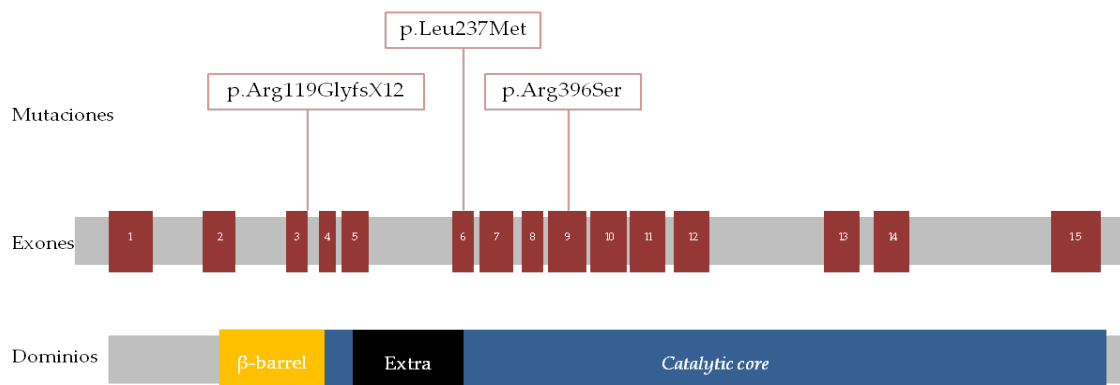 p.Leu237Met
p.Arg119GlyfsX12
p.Arg396Ser
Mutaciones
Exones
1 2 3 4 5 6 7 8 9 10 11 12 13 14 15
Dominios
β-barrel Extra Catalytic core